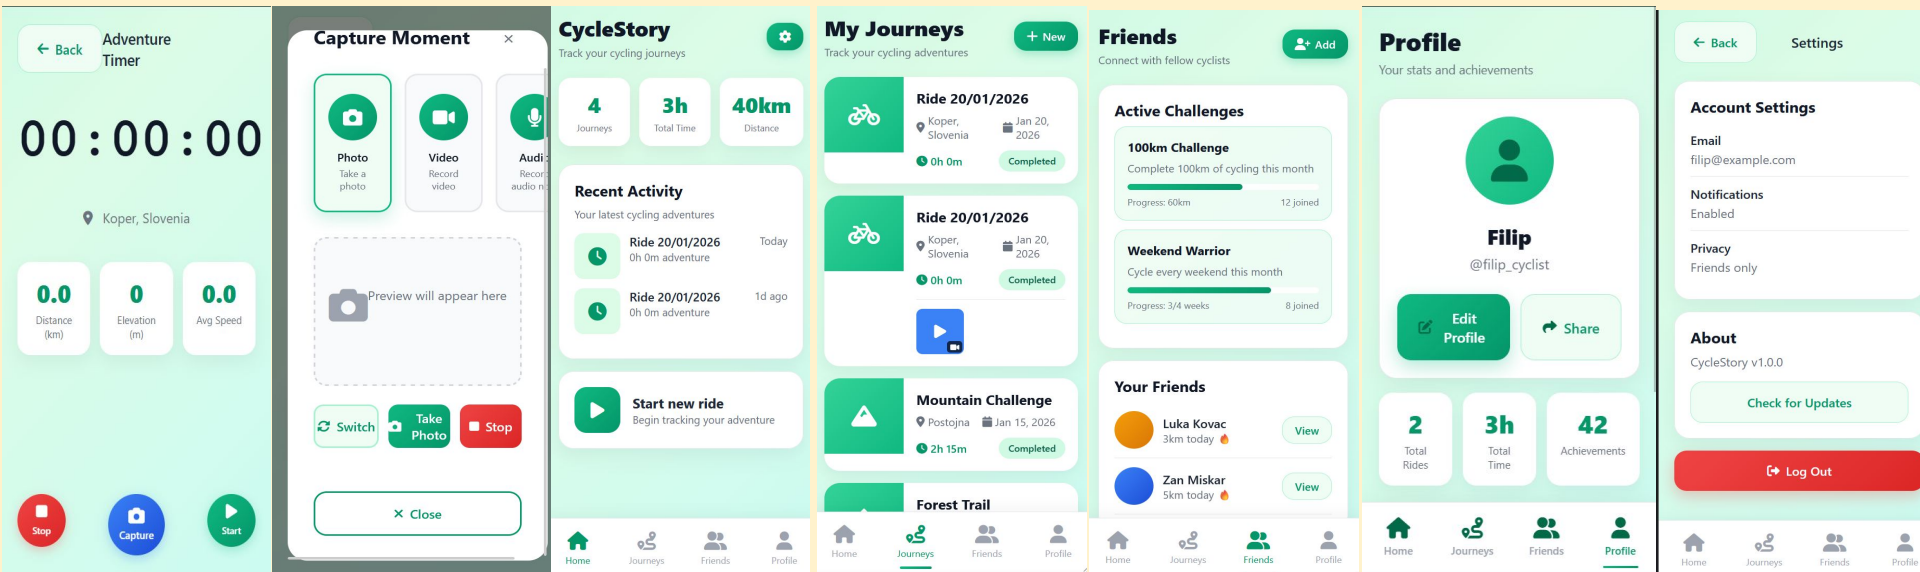 ← Back
Adventure
Timer
00:00:00
Koper, Slovenia
0.0
Distance
(km)
0
Elevation
(m)
0.0
Avg Speed
Stop
Capture
Start
Capture Moment
×
Photo
Take a
photo
Video
Record
video
Audi
Recor
audio n
Preview will appear here
Switch
Take
Photo
Stop
× Close
CycleStory
Track your cycling journeys
4
Journeys
3h
Total Time
40km
Distance
Recent Activity
Your latest cycling adventures
Ride 20/01/2026
Today
0h 0m adventure
Ride 20/01/2026
1d ago
0h 0m adventure
Start new ride
Begin tracking your adventure
Home
Journeys
Friends
Profile
My Journeys
+ New
Track your cycling adventures
Ride 20/01/2026
Koper,
Slovenia
Jan 20,
2026
0h 0m
Completed
Ride 20/01/2026
Koper,
Slovenia
Jan 20,
2026
0h 0m
Completed
Mountain Challenge
Postojna
Jan 15, 2026
2h 15m
Completed
Forest Trail
Home
Journeys
Friends
Profile
Friends
Add
Connect with fellow cyclists
Active Challenges
100km Challenge
Complete 100km of cycling this month
Progress: 60km
12 joined
Weekend Warrior
Cycle every weekend this month
Progress: 3/4 weeks
8 joined
Your Friends
Luka Kovac
3km today 🔥
View
Zan Miskar
5km today 🔥
View
Home
Journeys
Friends
Profile
Profile
Your stats and achievements
Filip
@filip_cyclist
Edit
Profile
Share
2
Total
Rides
3h
Total
Time
42
Achievements
Home
Journeys
Friends
Profile
← Back
Settings
Account Settings
Email
filip@example.com
Notifications
Enabled
Privacy
Friends only
About
CycleStory v1.0.0
Check for Updates
Log Out
Home
Journeys
Friends
Profile